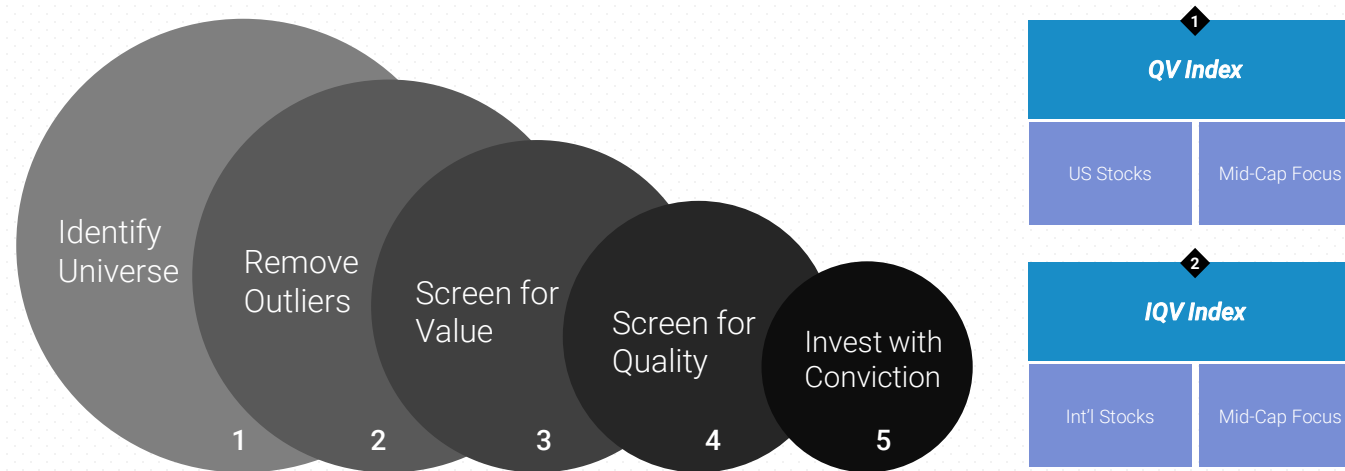 Identify
Universe
1
Remove
Outliers
2
Screen for
Value
3
Screen for
Quality
4
Invest with
Conviction
5
1
QV Index
US Stocks
Mid-Cap Focus
2
IQV Index
Int'l Stocks
Mid-Cap Focus